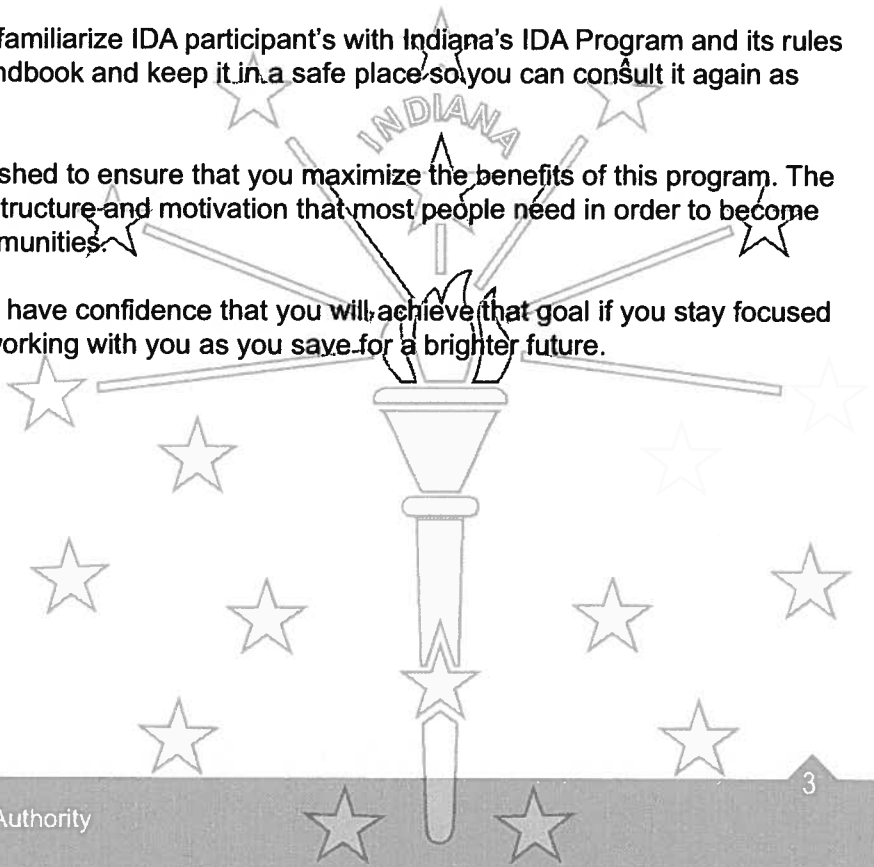 familiarize IDA participant's with Indiana's IDA Program and its rules
ndbook and keep it in a safe place so you can consult it again as
INDIANA
shed to ensure that you maximize the benefits of this program. The
tructure and motivation that most people need in order to become
munities.
have confidence that you will achieve that goal if you stay focused
orking with you as you save for a brighter future.
3
Authority